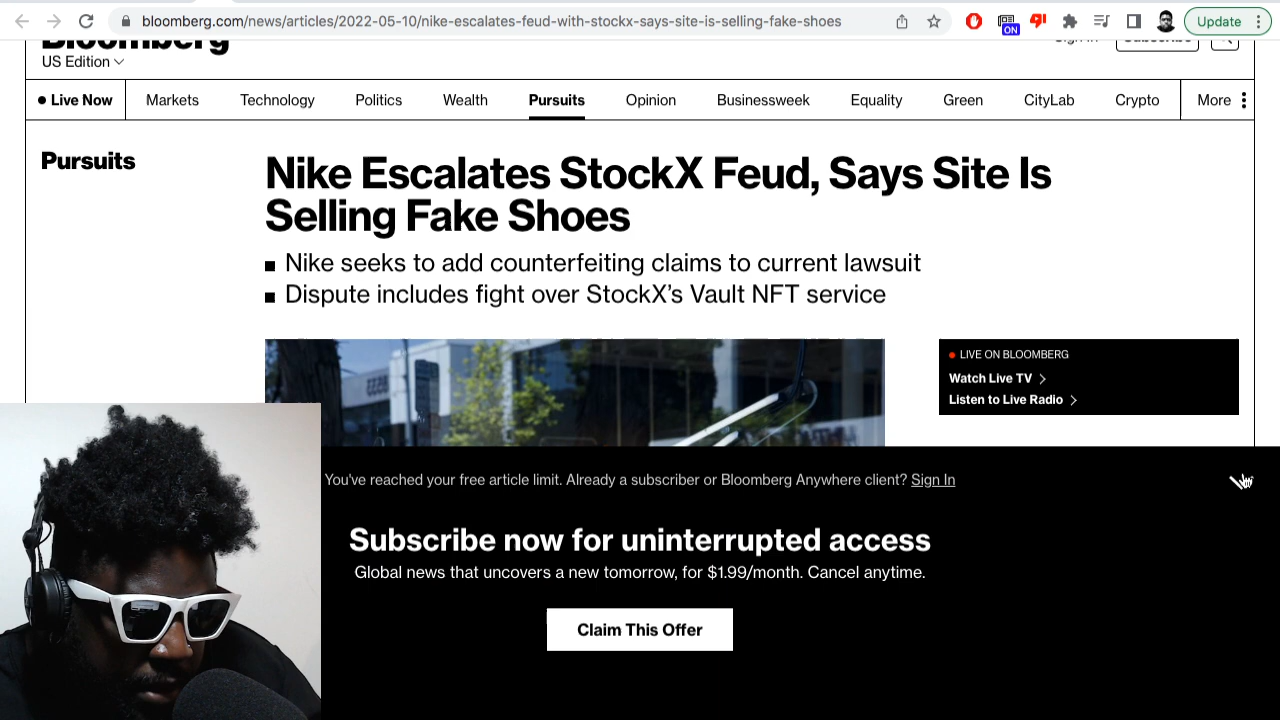 bloomberg.com/news/articles/2022-05-10/nike-escalates-feud-with-stockx-says-site-is-selling-fake-shoes
ON
Update
Bloomberg
Sign In
Subscribe
US Edition
Live Now
Markets
Technology
Politics
Wealth
Pursuits
Opinion
Businessweek
Equality
Green
CityLab
Crypto
More
Pursuits
Nike Escalates StockX Feud, Says Site Is
Selling Fake Shoes
Nike seeks to add counterfeiting claims to current lawsuit
Dispute includes fight over StockX’s Vault NFT service
LIVE ON BLOOMBERG
Watch Live TV
Listen to Live Radio
You've reached your free article limit. Already a subscriber or Bloomberg Anywhere client? Sign In
Subscribe now for uninterrupted access
Global news that uncovers a new tomorrow, for $1.99/month. Cancel anytime.
Claim This Offer